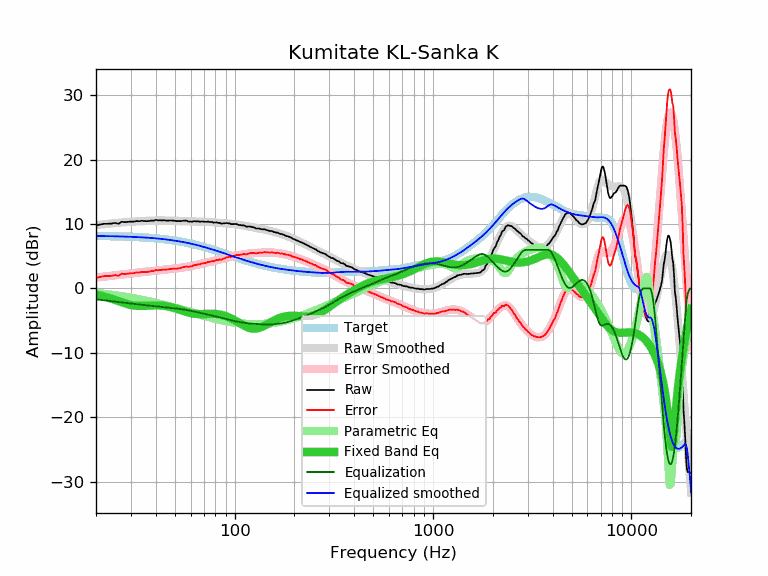 Kumitate KL-Sanka K
30
20
10
0
−10
−20
−30
Amplitude (dBr)
Target
Raw Smoothed
Error Smoothed
Raw
Error
Parametric Eq
Fixed Band Eq
Equalization
Equalized smoothed
100
1000
10000
Frequency (Hz)